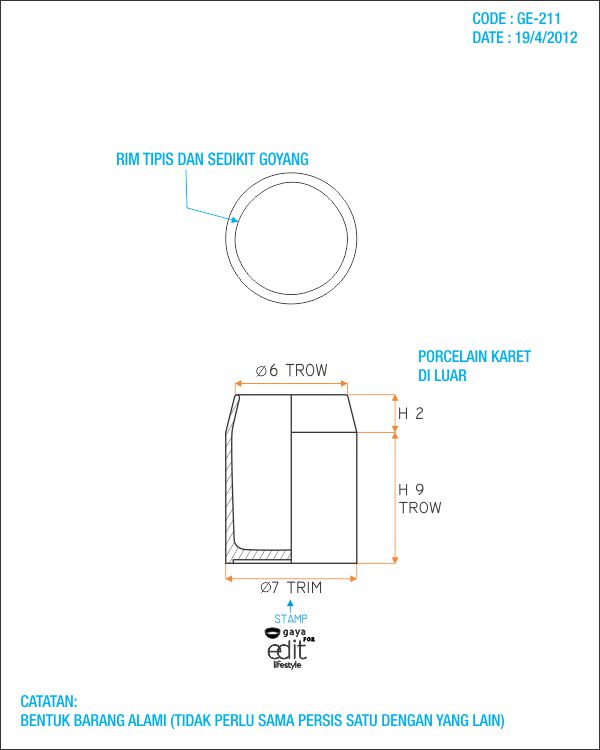 CODE : GE-211
DATE : 19/4/2012
RIM TIPIS DAN SEDIKIT GOYANG
PORCELAIN KARET
DI LUAR
Ø6 TROW
H 2
H 9
TROW
Ø7 TRIM
STAMP
gaya
FOR
edit
lifestyle
CATATAN:
BENTUK BARANG ALAMI (TIDAK PERLU SAMA PERSIS SATU DENGAN YANG LAIN)